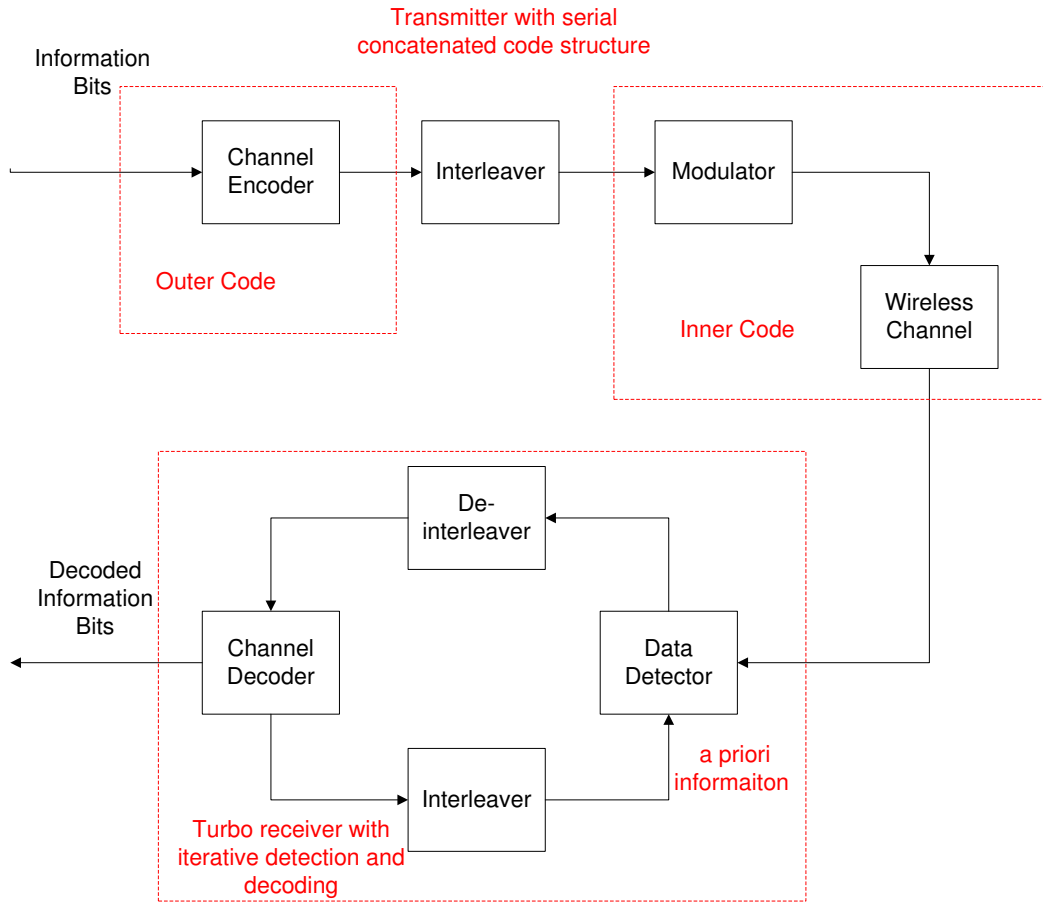 Transmitter with serial
concatenated code structure
Information
Bits
Channel
Encoder
Interleaver
Modulator
Outer Code
Inner Code
Wireless
Channel
De-
interleaver
Decoded
Information
Bits
Channel
Decoder
Data
Detector
Interleaver
a priori
informaiton
Turbo receiver with
iterative detection and
decoding